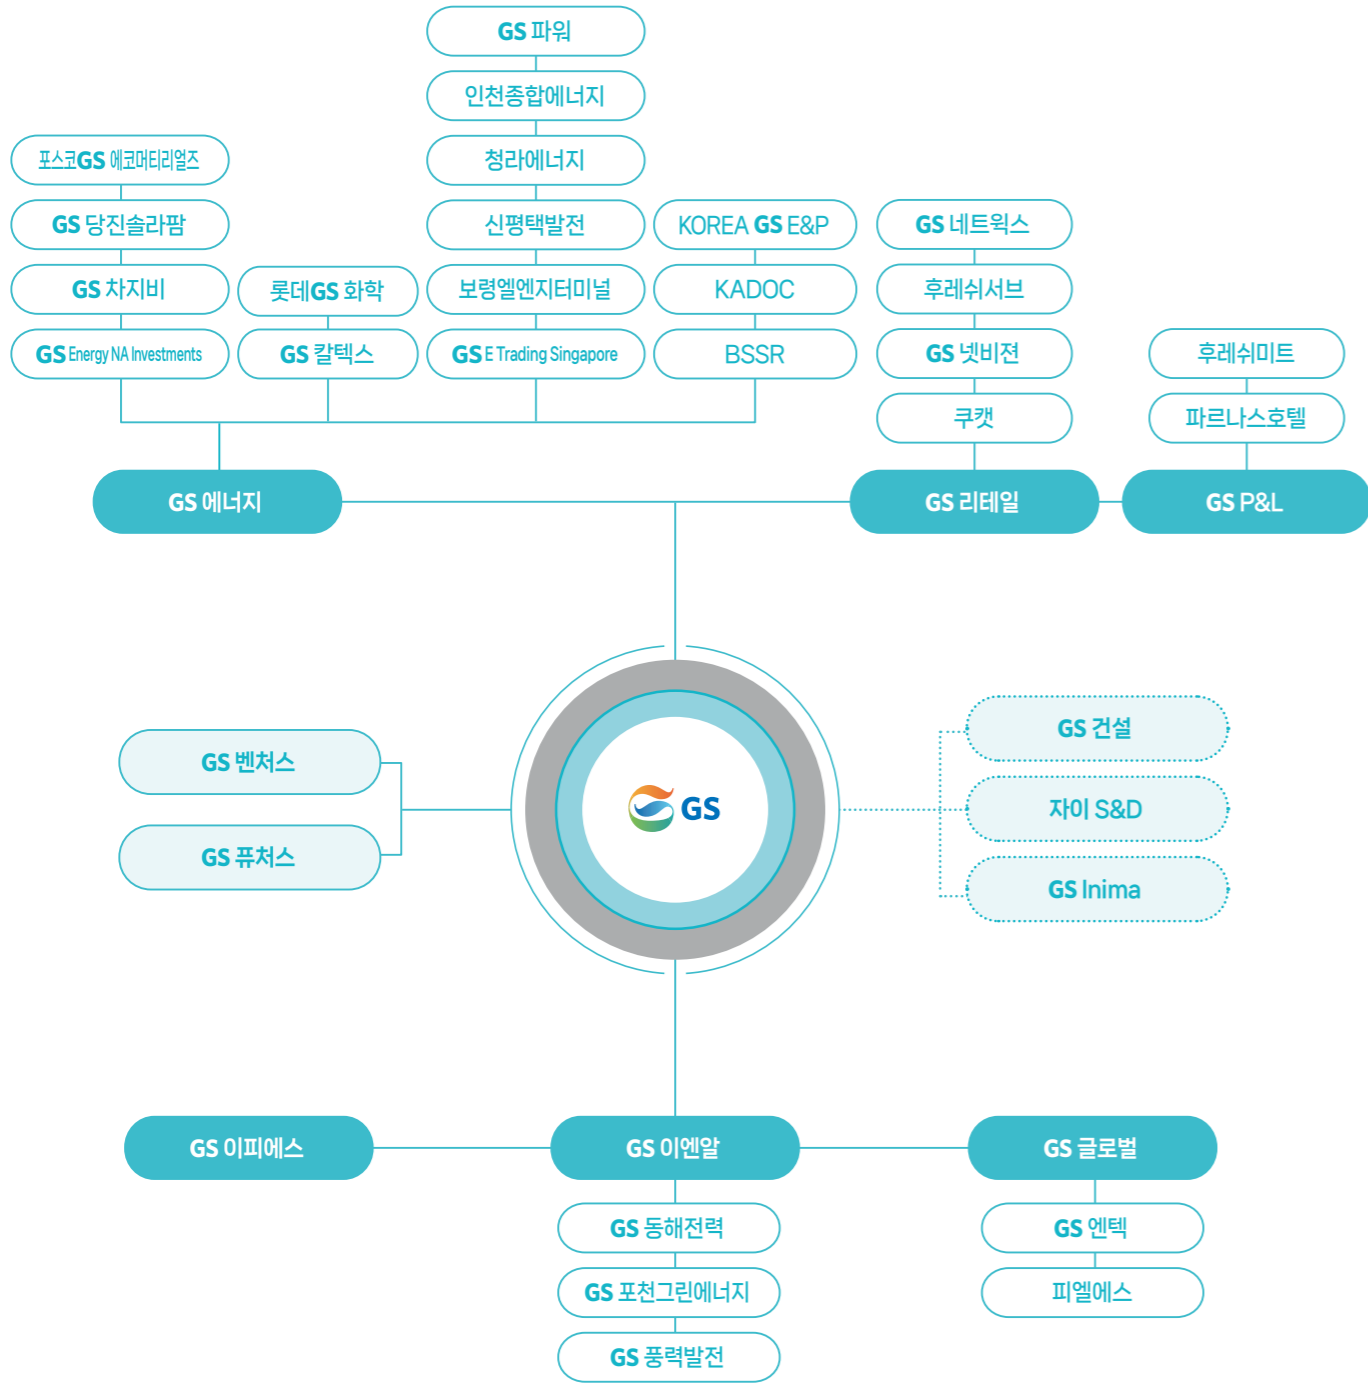 GS 파워
인천종합에너지
청라에너지
신평택발전
보령엘엔지터미널
GS E Trading Singapore
포스코GS 에코머티리얼즈
GS 당진솔라팜
GS 차지비
GS Energy NA Investments
롯데GS 화학
GS 칼텍스
KOREA GS E&P
KADOC
BSSR
GS 네트웍스
후레쉬서브
GS 넷비젼
쿠캣
후레쉬미트
파르나스호텔
GS 에너지
GS 리테일
GS P&L
GS 벤처스
GS 퓨처스
GS
GS 건설
자이 S&D
GS Inima
GS 이피에스
GS 이엔알
GS 글로벌
GS 동해전력
GS 포천그린에너지
GS 풍력발전
GS 엔텍
피엘에스